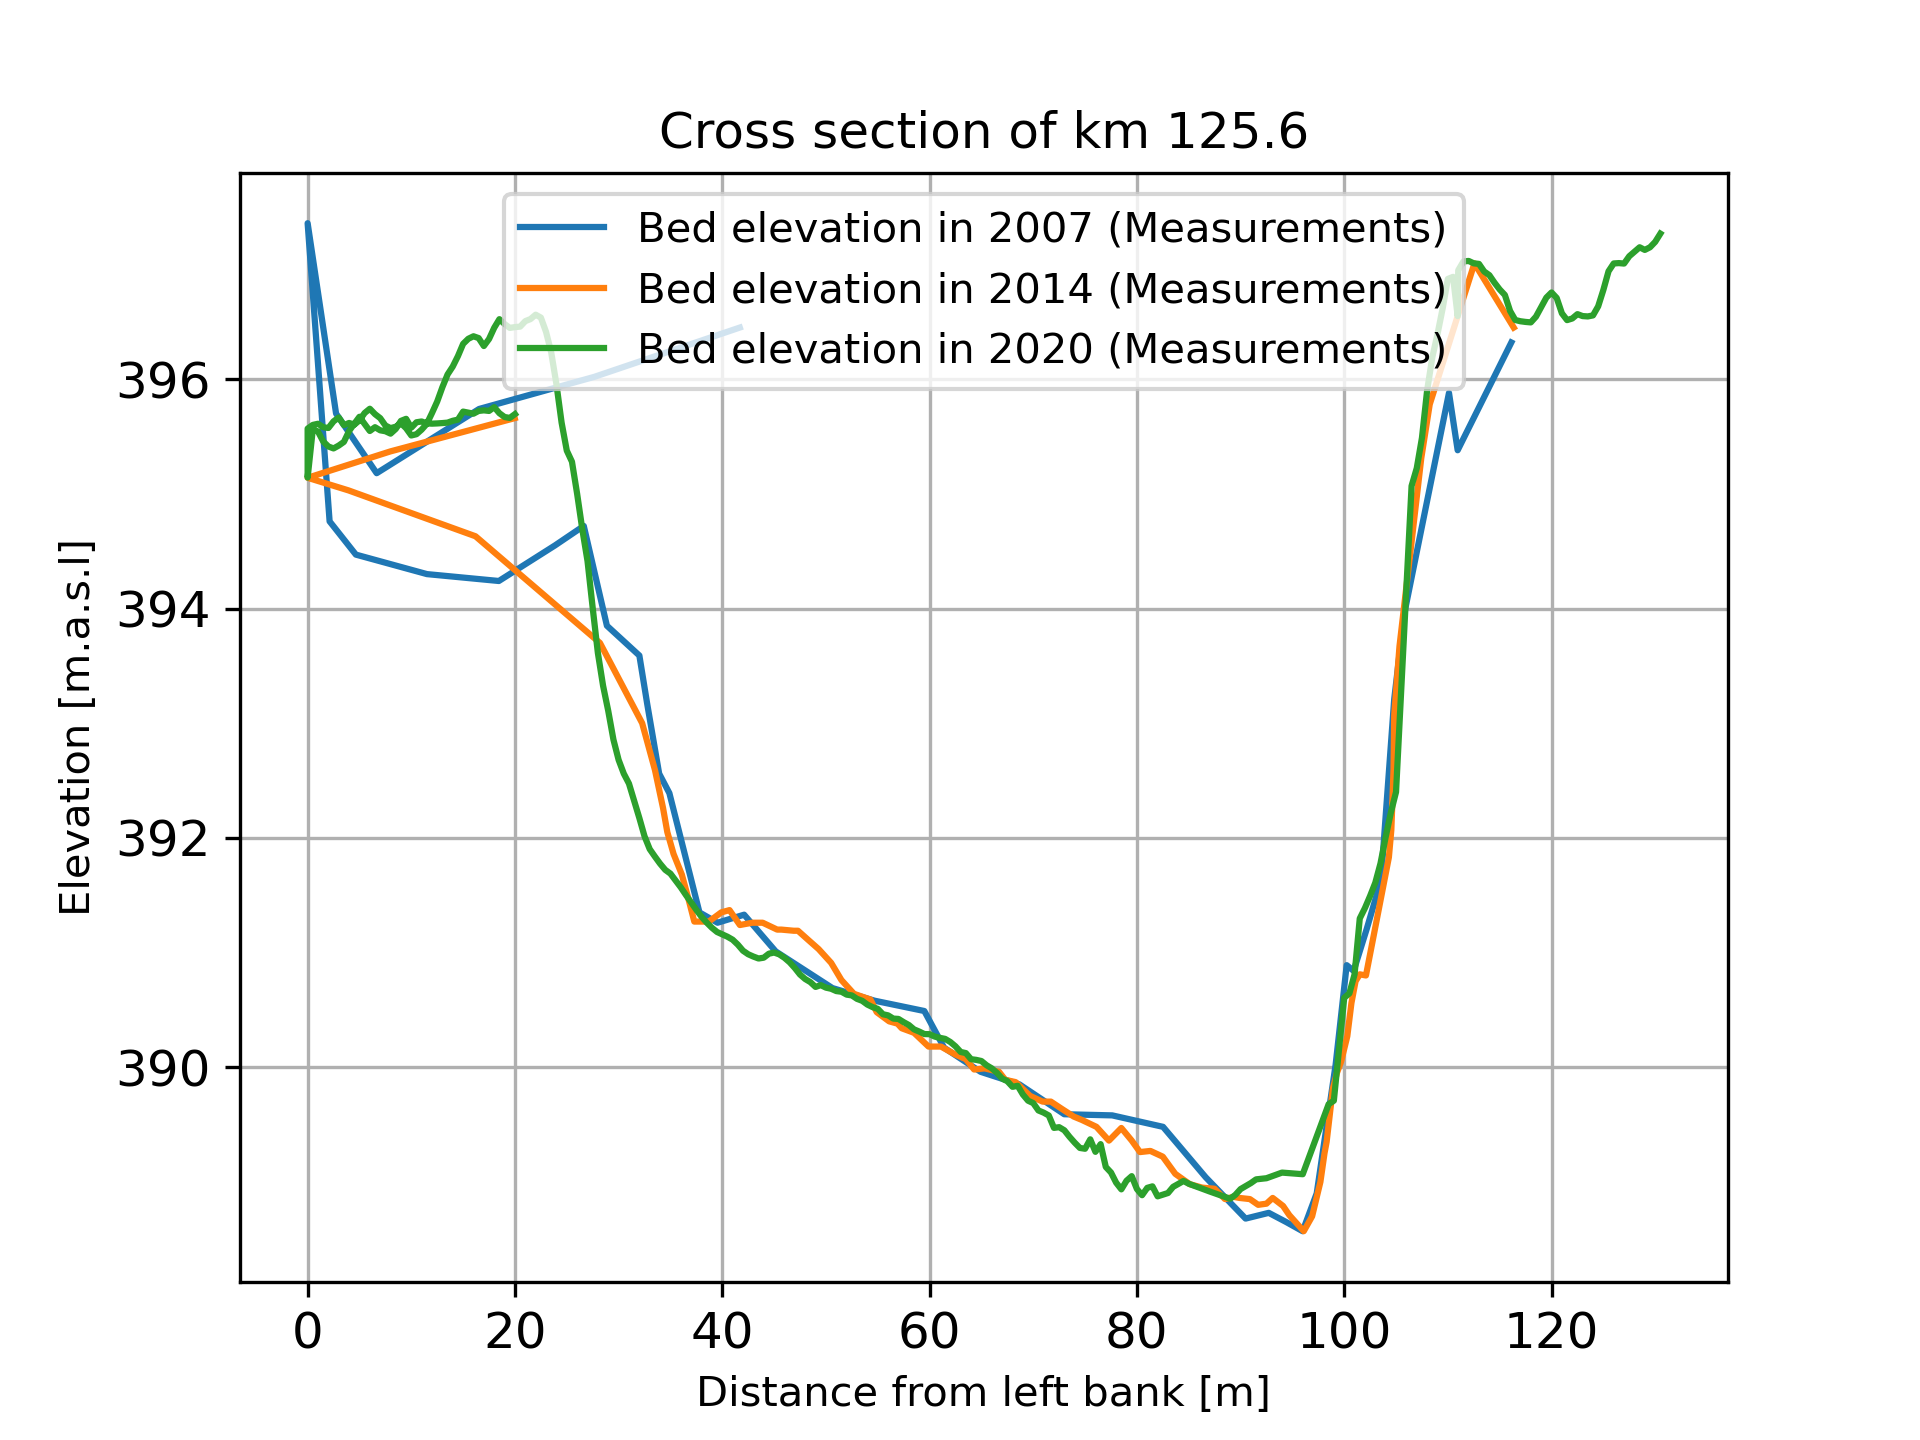 Cross section of km 125.6
Bed elevation in 2007 (Measurements)
Bed elevation in 2014 (Measurements)
Bed elevation in 2020 (Measurements)
Elevation [m.a.s.l]
396
394
392
390
0 20 40 60 80 100 120
Distance from left bank [m]